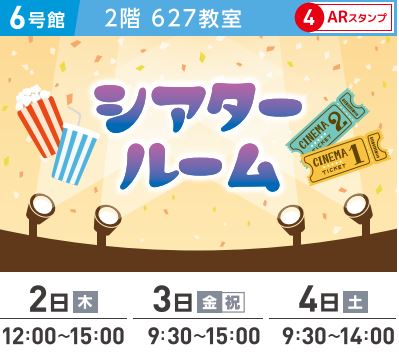 6号館 2階 627教室 4 ARスタンプ
シアター
ルーム
CINEMA 2 TICKET
CINEMA 1 TICKET
2日 木 3日 金 祝 4日 土
12:00~15:00 9:30~15:00 9:30~14:00